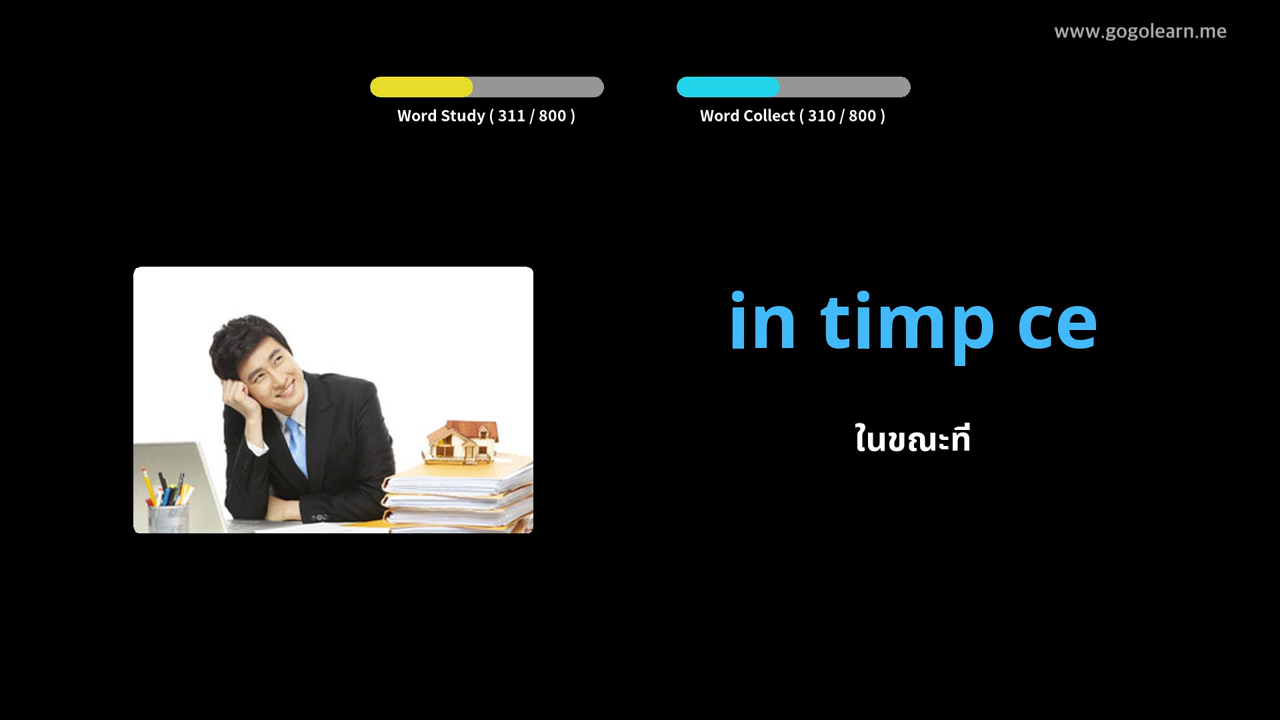 www.gogolearn.me
Word Study ( 311 / 800 )
Word Collect ( 310 / 800 )
in timp ce
ในขณะที่